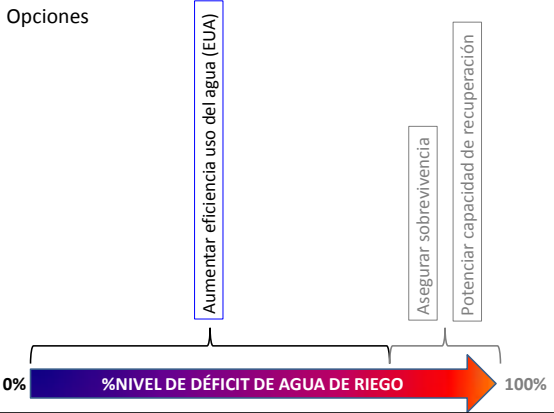 Opciones
Aumentar eficiencia uso del agua (EUA)
Asegurar sobrevivencia
Potenciar capacidad de recuperación
0%
%NIVEL DE DÉFICIT DE AGUA DE RIEGO
100%